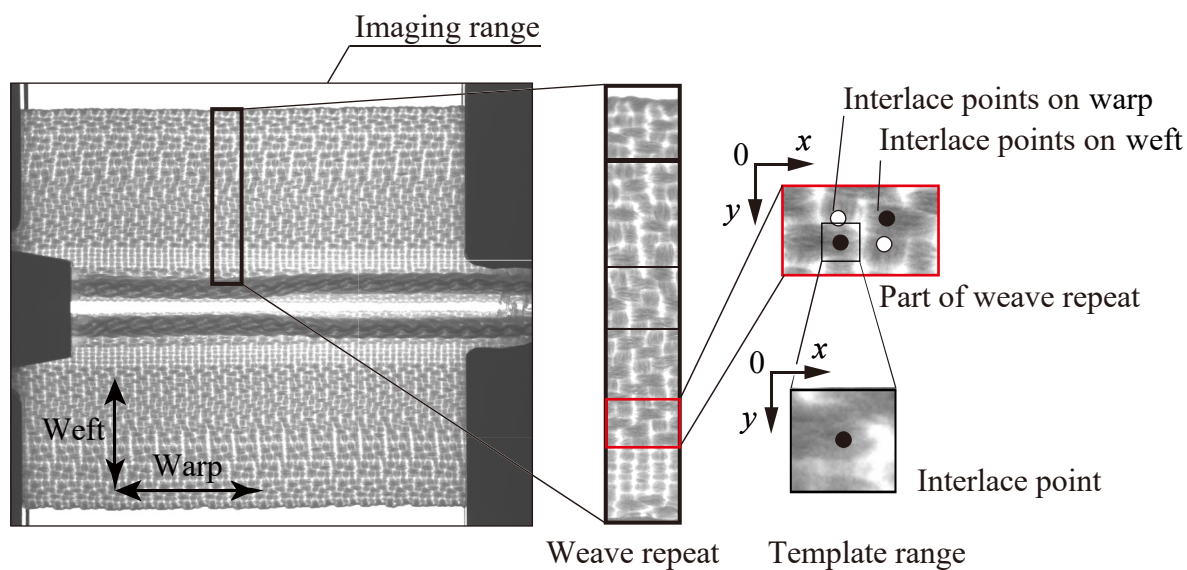 Imaging range
Interlace points on warp
Interlace points on weft
0
x
y
Part of weave repeat
0
x
y
Weft
Warp
Interlace point
Weave repeat
Template range